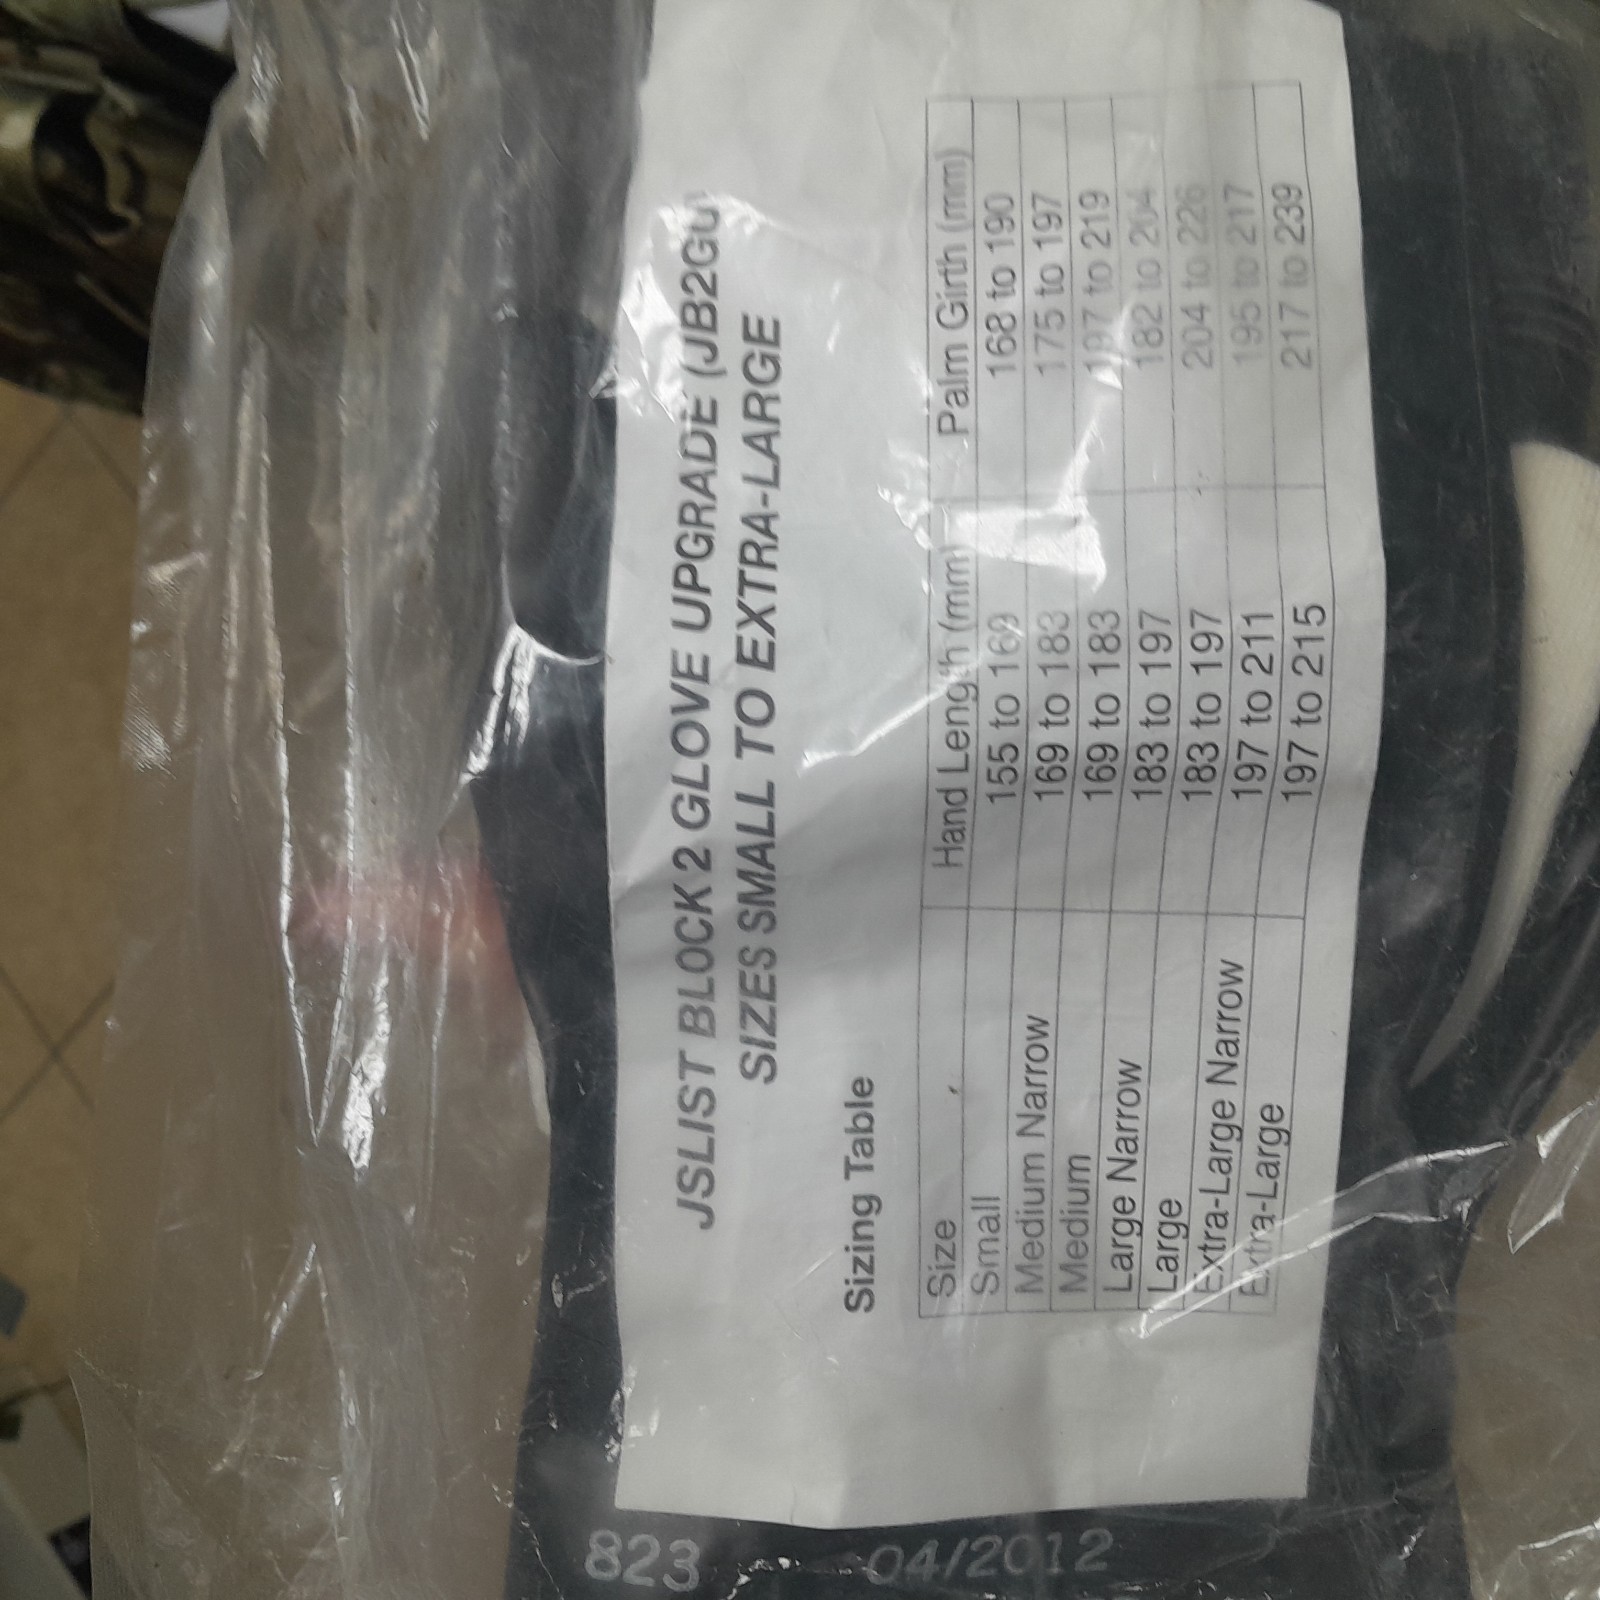 JSLIST BLOCK 2 GLOVE UPGRADE (JB2GU)
SIZES SMALL TO EXTRA-LARGE
Sizing Table
Size Hand Length (mm) Palm Girth (mm)
Small 155 to 169 168 to 190
Medium Narrow 169 to 183 175 to 197
Medium 169 to 183 197 to 219
Large Narrow 183 to 197 182 to 204
Large 183 to 197 204 to 226
Extra-Large Narrow 197 to 211 195 to 217
Extra-Large 197 to 215 217 to 239
823 04/2012